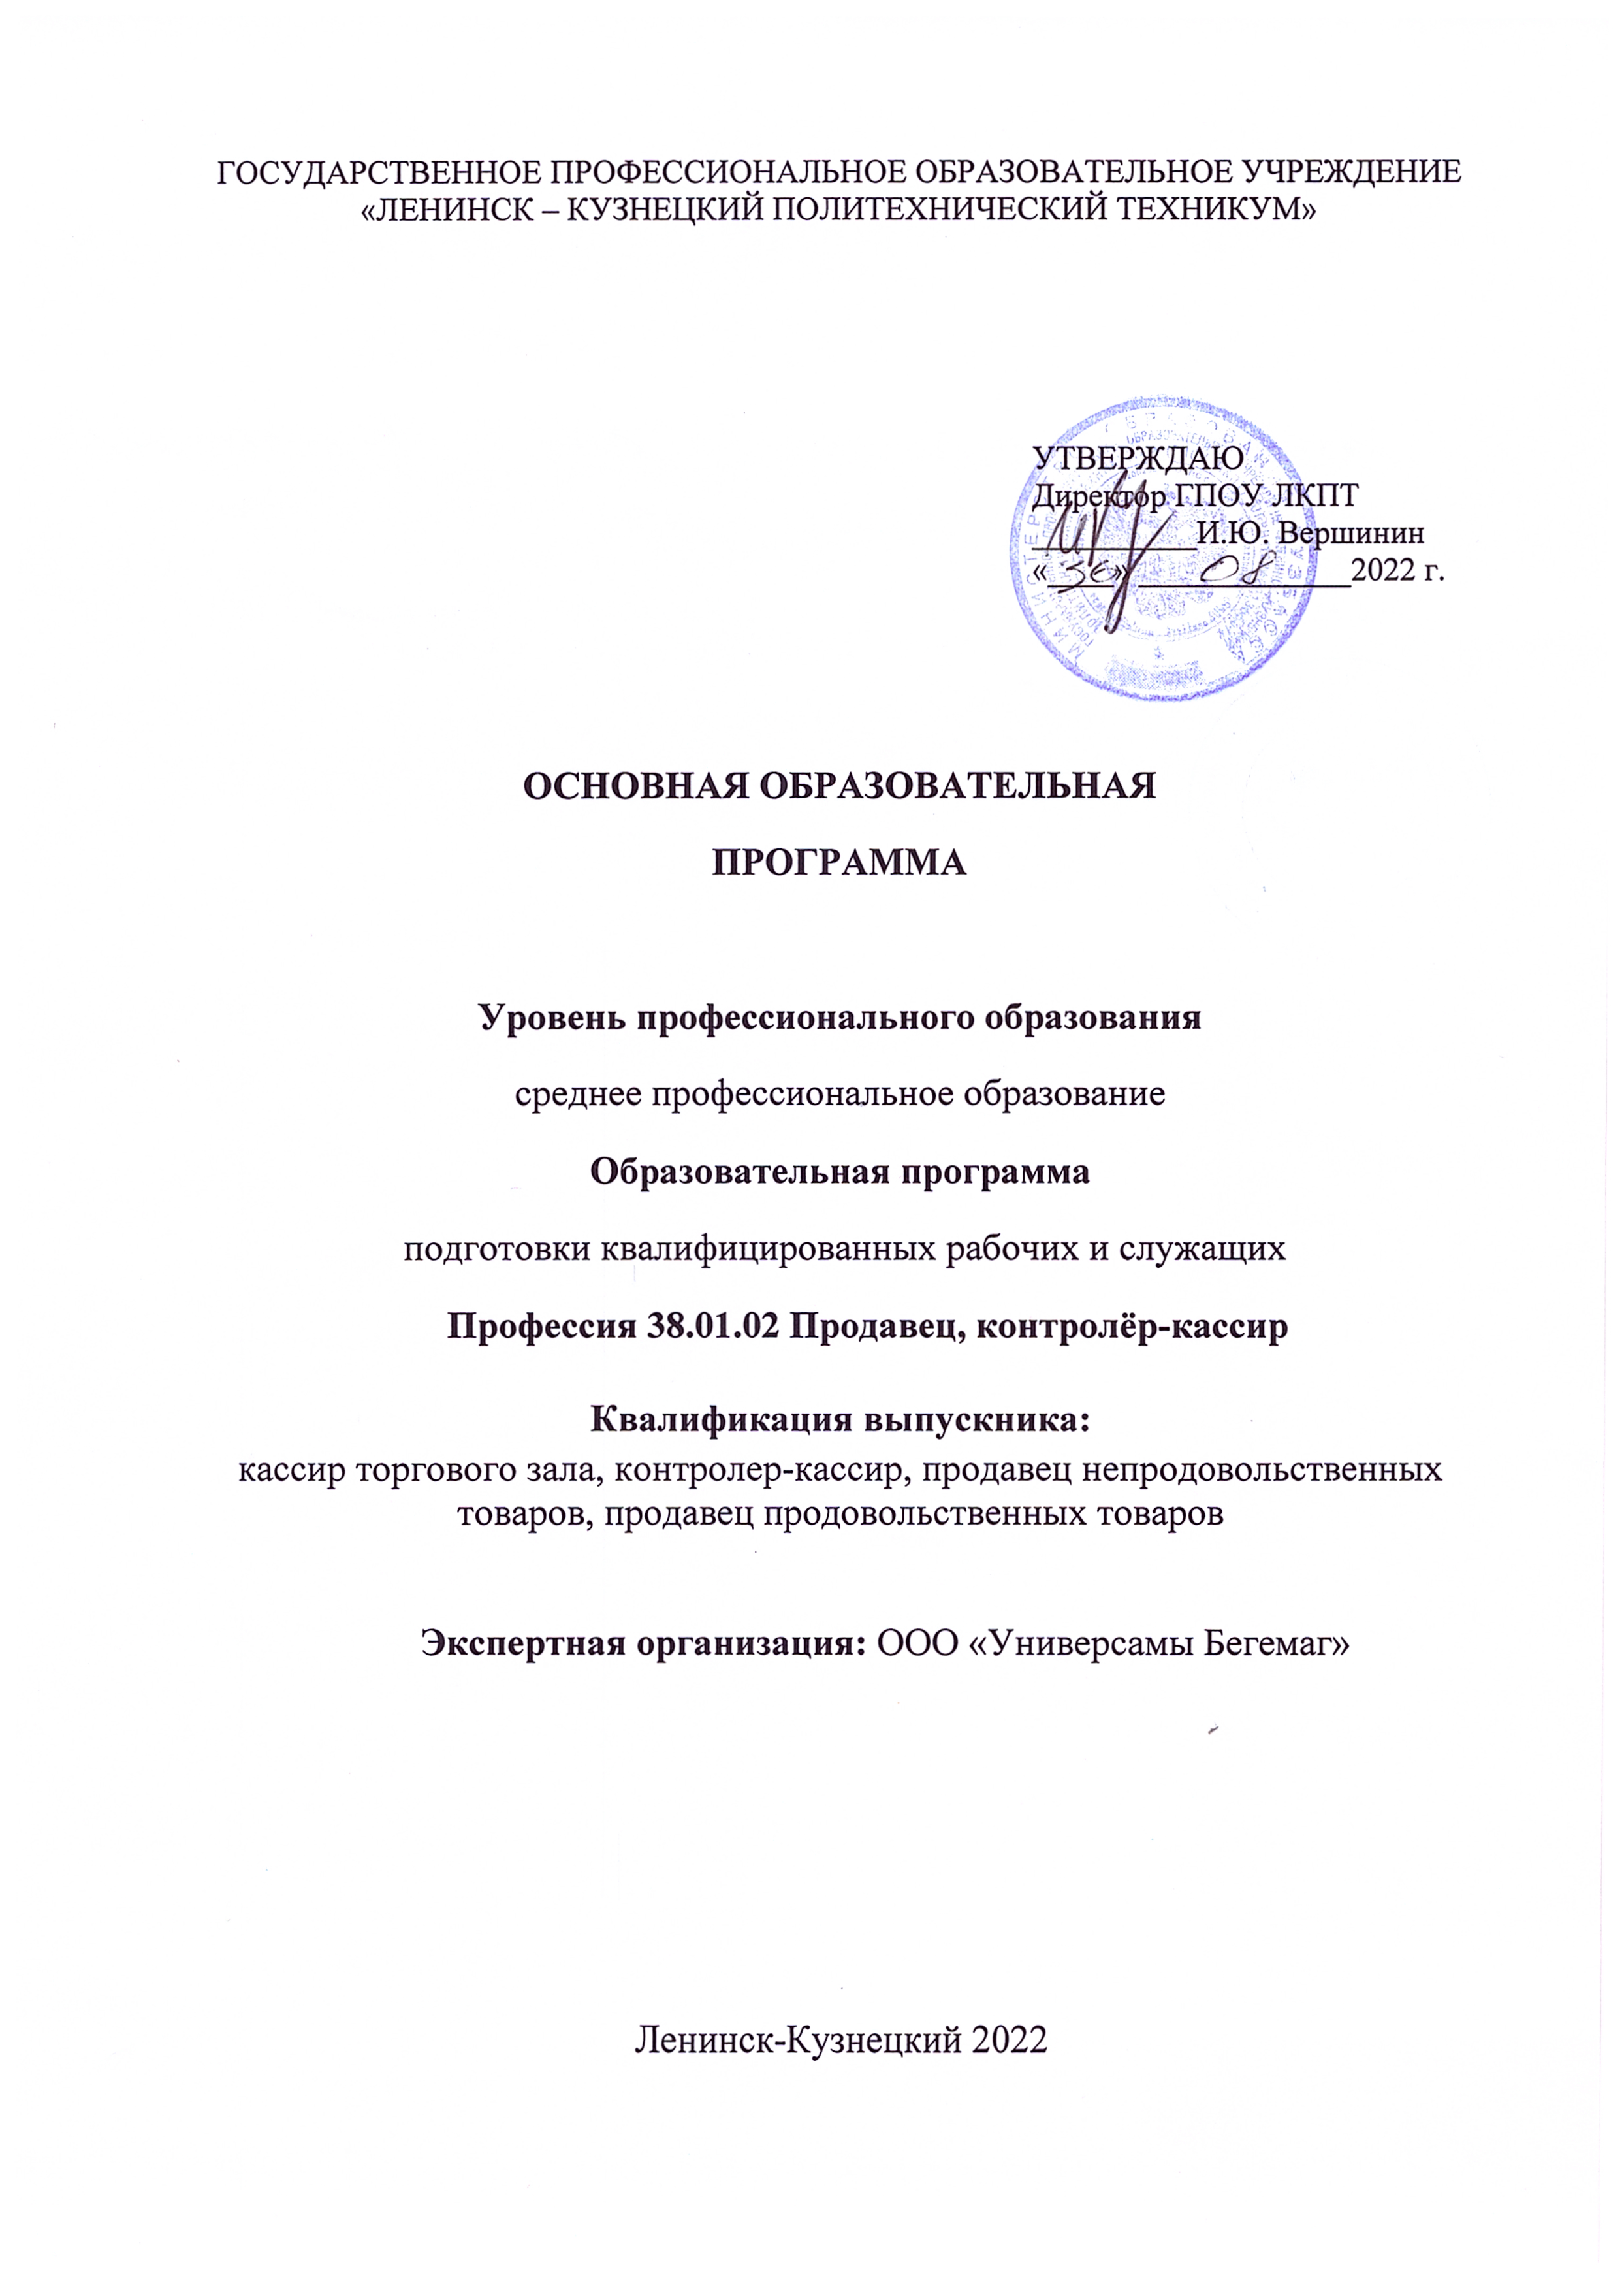 ГОСУДАРСТВЕННОЕ ПРОФЕССИОНАЛЬНОЕ ОБРАЗОВАТЕЛЬНОЕ УЧРЕЖДЕНИЕ
«ЛЕНИНСК – КУЗНЕЦКИЙ ПОЛИТЕХНИЧЕСКИЙ ТЕХНИКУМ»
УТВЕРЖДАЮ
Директор ГПОУ ЛКПТ
__________И.Ю. Вершинин
«30» 08 2022 г.
ОСНОВНАЯ ОБРАЗОВАТЕЛЬНАЯ
ПРОГРАММА
Уровень профессионального образования
среднее профессиональное образование
Образовательная программа
подготовки квалифицированных рабочих и служащих
Профессия 38.01.02 Продавец, контролёр-кассир
Квалификация выпускника:
кассир торгового зала, контролер-кассир, продавец непродовольственных
товаров, продавец продовольственных товаров
Экспертная организация: ООО «Универсамы Бегемаг»
Ленинск-Кузнецкий 2022